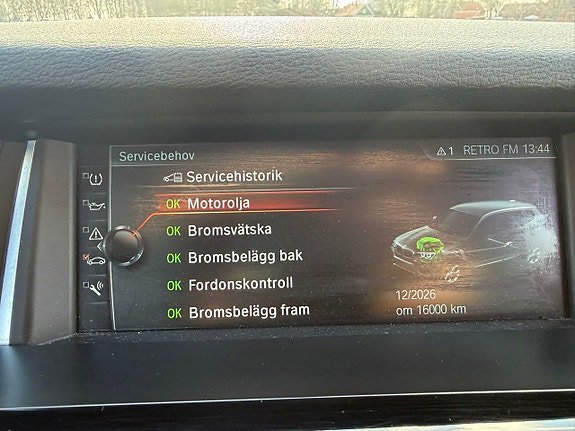 Servicebehov
1 RETRO FM 13:44
Servicehistorik
OK Motorolja
OK Bromsvätska
OK Bromsbelägg bak
OK Fordonskontroll
OK Bromsbelägg fram
12/2026
om 16000 km